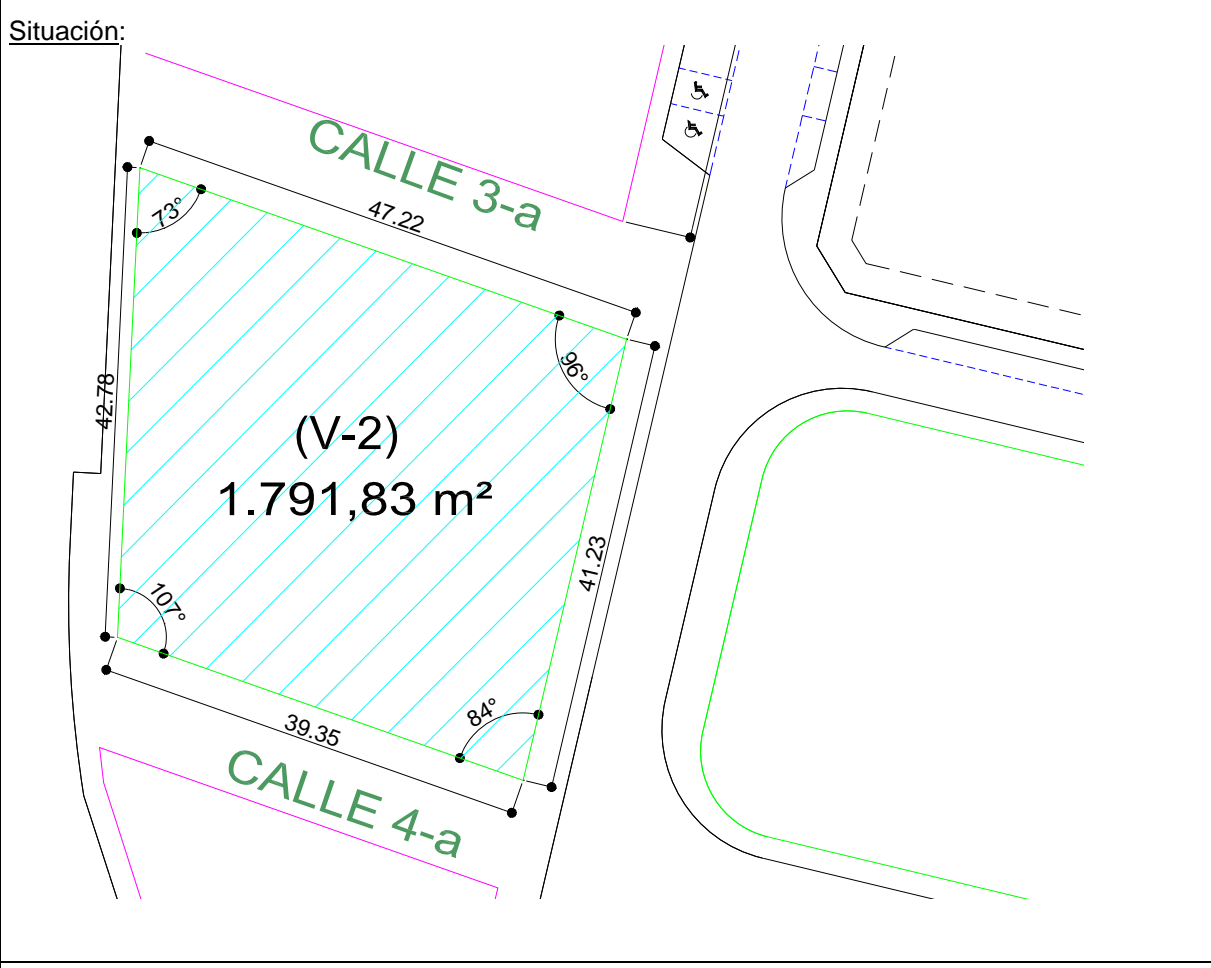 Situación:
CALLE 3-a
47.22
73°
96°
42.78
(V-2)
1.791,83 m²
41.23
107°
84°
39.35
CALLE 4-a